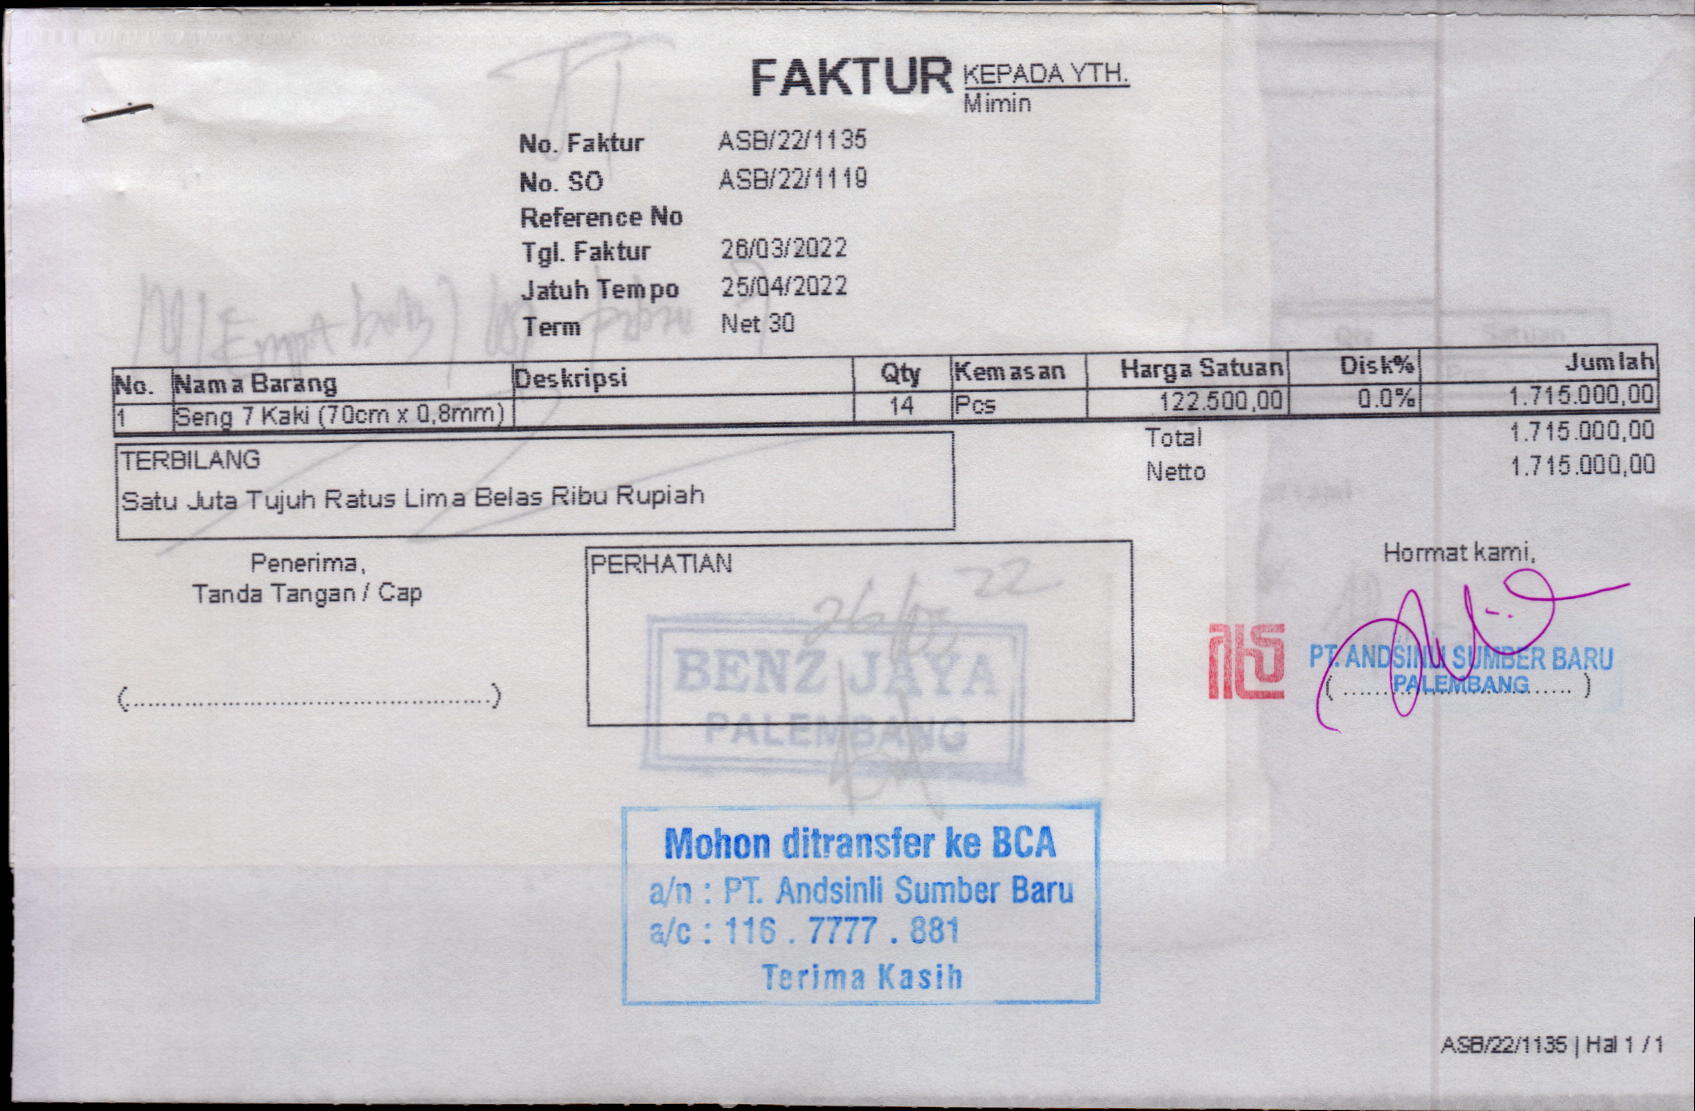 FAKTUR
KEPADA YTH.
Mimin
No. Faktur ASB/22/1135
No. SO ASB/22/1119
Reference No
Tgl. Faktur 26/03/2022
Jatuh Tempo 25/04/2022
Term Net 30
No. Nama Barang Deskripsi Qty Kemasan Harga Satuan Disk% Jumlah
1 Seng 7 Kaki (70cm x 0,8mm) 14 Pcs 122.500,00 0.0% 1.715.000,00
Total 1.715.000,00
Netto 1.715.000,00
TERBILANG
Satu Juta Tujuh Ratus Lima Belas Ribu Rupiah
Penerima,
Tanda Tangan / Cap
(...............................................)
PERHATIAN
26/03 22
BENZ JAYA
PALEMBANG
Hormat kami,
PT. ANDSINLI SUMBER BARU
PALEMBANG
Mohon ditransfer ke BCA
a/n : PT. Andsinli Sumber Baru
a/c : 116 . 7777 . 881
Terima Kasih
ASB/22/1135 | Hal 1 / 1